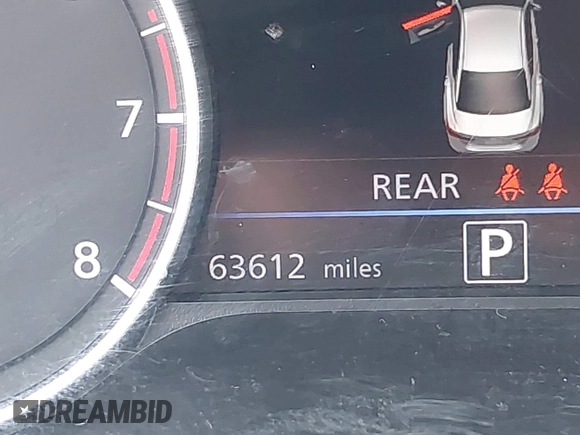 7
REAR
8
63612 miles
P
DREAMBID